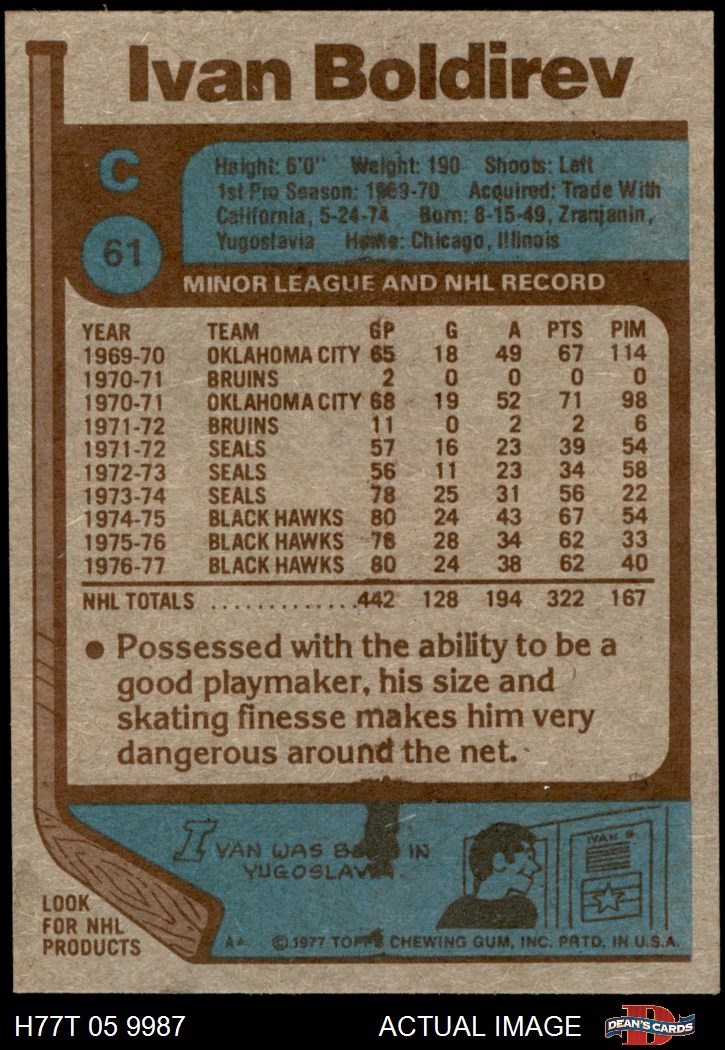 Ivan Boldirev
C
61
Height: 6'0" Weight: 190 Shoots: Left
1st Pro Season: 1969-70 Acquired: Trade With
California, 5-24-74 Born: 8-15-49, Zranjanin,
Yugoslavia Home: Chicago, Illinois
MINOR LEAGUE AND NHL RECORD
YEAR TEAM GP G A PTS PIM
1969-70 OKLAHOMA CITY 65 18 49 67 114
1970-71 BRUINS 2 0 0 0 0
1970-71 OKLAHOMA CITY 68 19 52 71 98
1971-72 BRUINS 11 0 2 2 6
1971-72 SEALS 57 16 23 39 54
1972-73 SEALS 56 11 23 34 58
1973-74 SEALS 78 25 31 56 22
1974-75 BLACK HAWKS 80 24 43 67 54
1975-76 BLACK HAWKS 78 28 34 62 33
1976-77 BLACK HAWKS 80 24 38 62 40
NHL TOTALS ..............442 128 194 322 167
● Possessed with the ability to be a
good playmaker, his size and
skating finesse makes him very
dangerous around the net.
IVAN WAS IN
YUGOSLAVIA.
IVAN B.
LOOK
FOR NHL
PRODUCTS
A** © 1977 TOPPS CHEWING GUM, INC. PRTD. IN U.S.A.
H77T 05 9987 ACTUAL IMAGE
DEAN'S CARDS